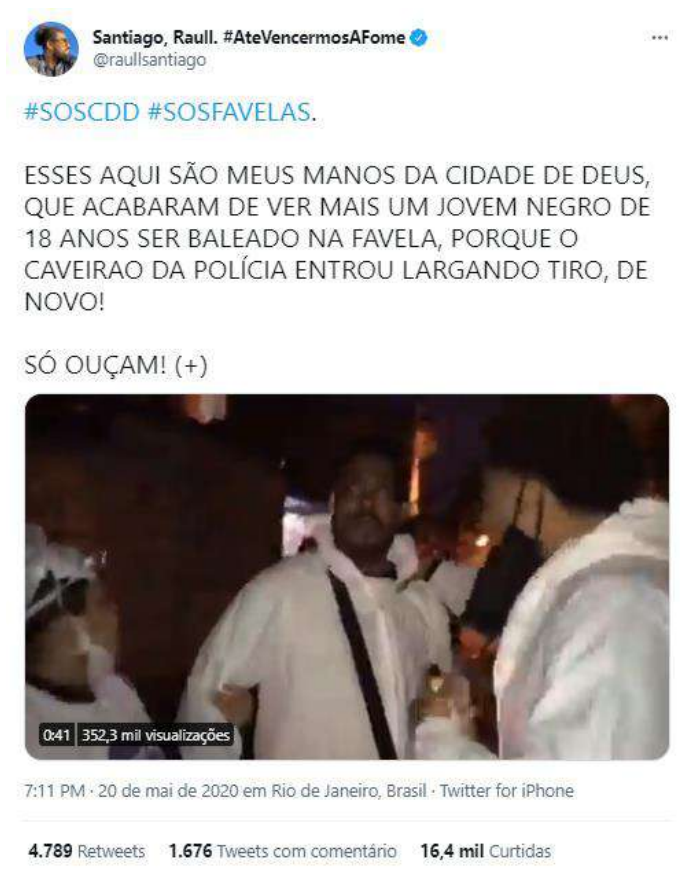 Santiago, Raull. #AteVencermosAFome
@raullsantiago
#SOSCDD #SOSFAVELAS.
ESSES AQUI SÃO MEUS MANOS DA CIDADE DE DEUS,
QUE ACABARAM DE VER MAIS UM JOVEM NEGRO DE
18 ANOS SER BALEADO NA FAVELA, PORQUE O
CAVEIRAO DA POLÍCIA ENTROU LARGANDO TIRO, DE
NOVO!
SÓ OUÇAM! (+)
0:41 352,3 mil visualizações
7:11 PM · 20 de mai de 2020 em Rio de Janeiro, Brasil · Twitter for iPhone
4.789 Retweets 1.676 Tweets com comentário 16,4 mil Curtidas